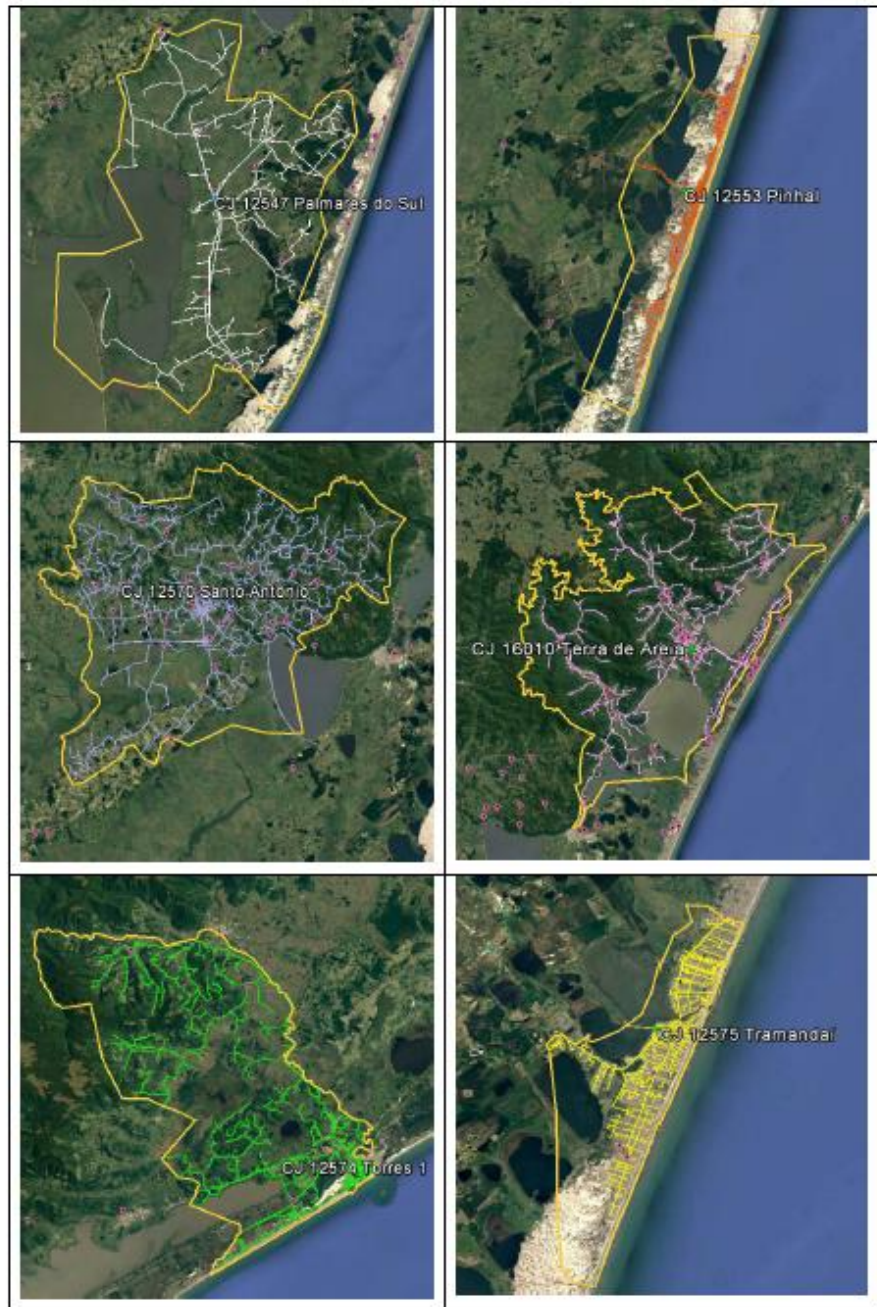 CJ 12547 Palmares do Sul
CJ 12553 Pinhal
CJ 12570 Santo Antonio
CJ 16010 Terra de Areia
CJ 12574 Torres 1
CJ 12575 Tramandaí